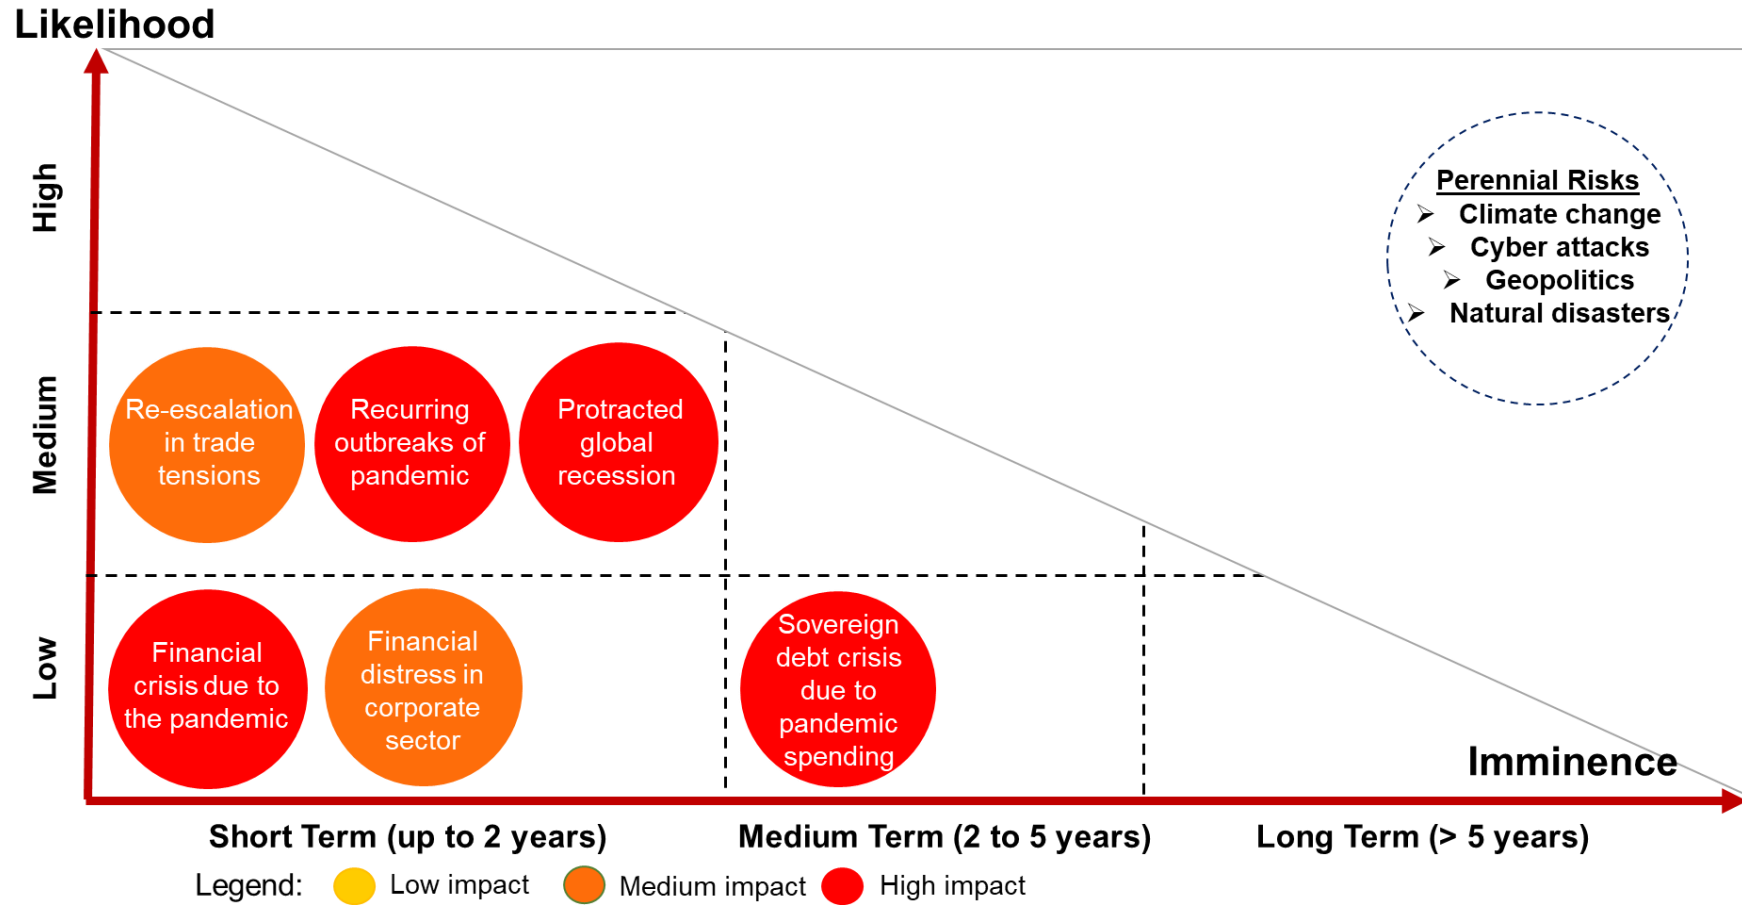 Likelihood
High
Medium
Low
Perennial Risks
➢ Climate change
➢ Cyber attacks
➢ Geopolitics
➢ Natural disasters
Re-escalation
in trade
tensions
Recurring
outbreaks of
pandemic
Protracted
global
recession
Financial
crisis due to
the pandemic
Financial
distress in
corporate
sector
Sovereign
debt crisis
due to
pandemic
spending
Imminence
Short Term (up to 2 years)
Medium Term (2 to 5 years)
Long Term (> 5 years)
Legend:
Low impact
Medium impact
High impact